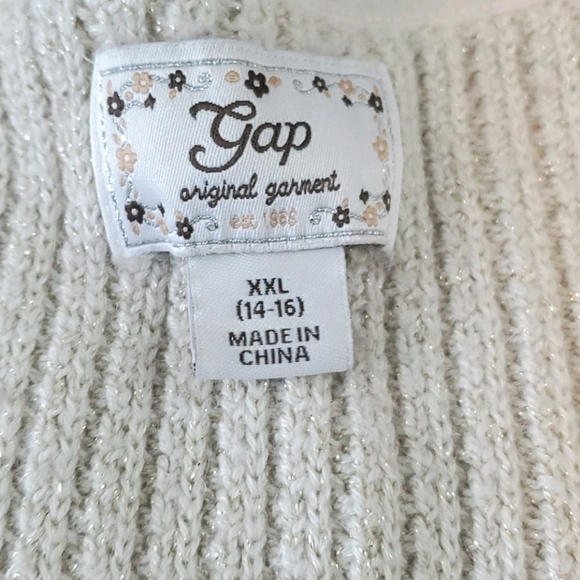 Gap
original garment
est. 1969
XXL
(14-16)
MADE IN
CHINA